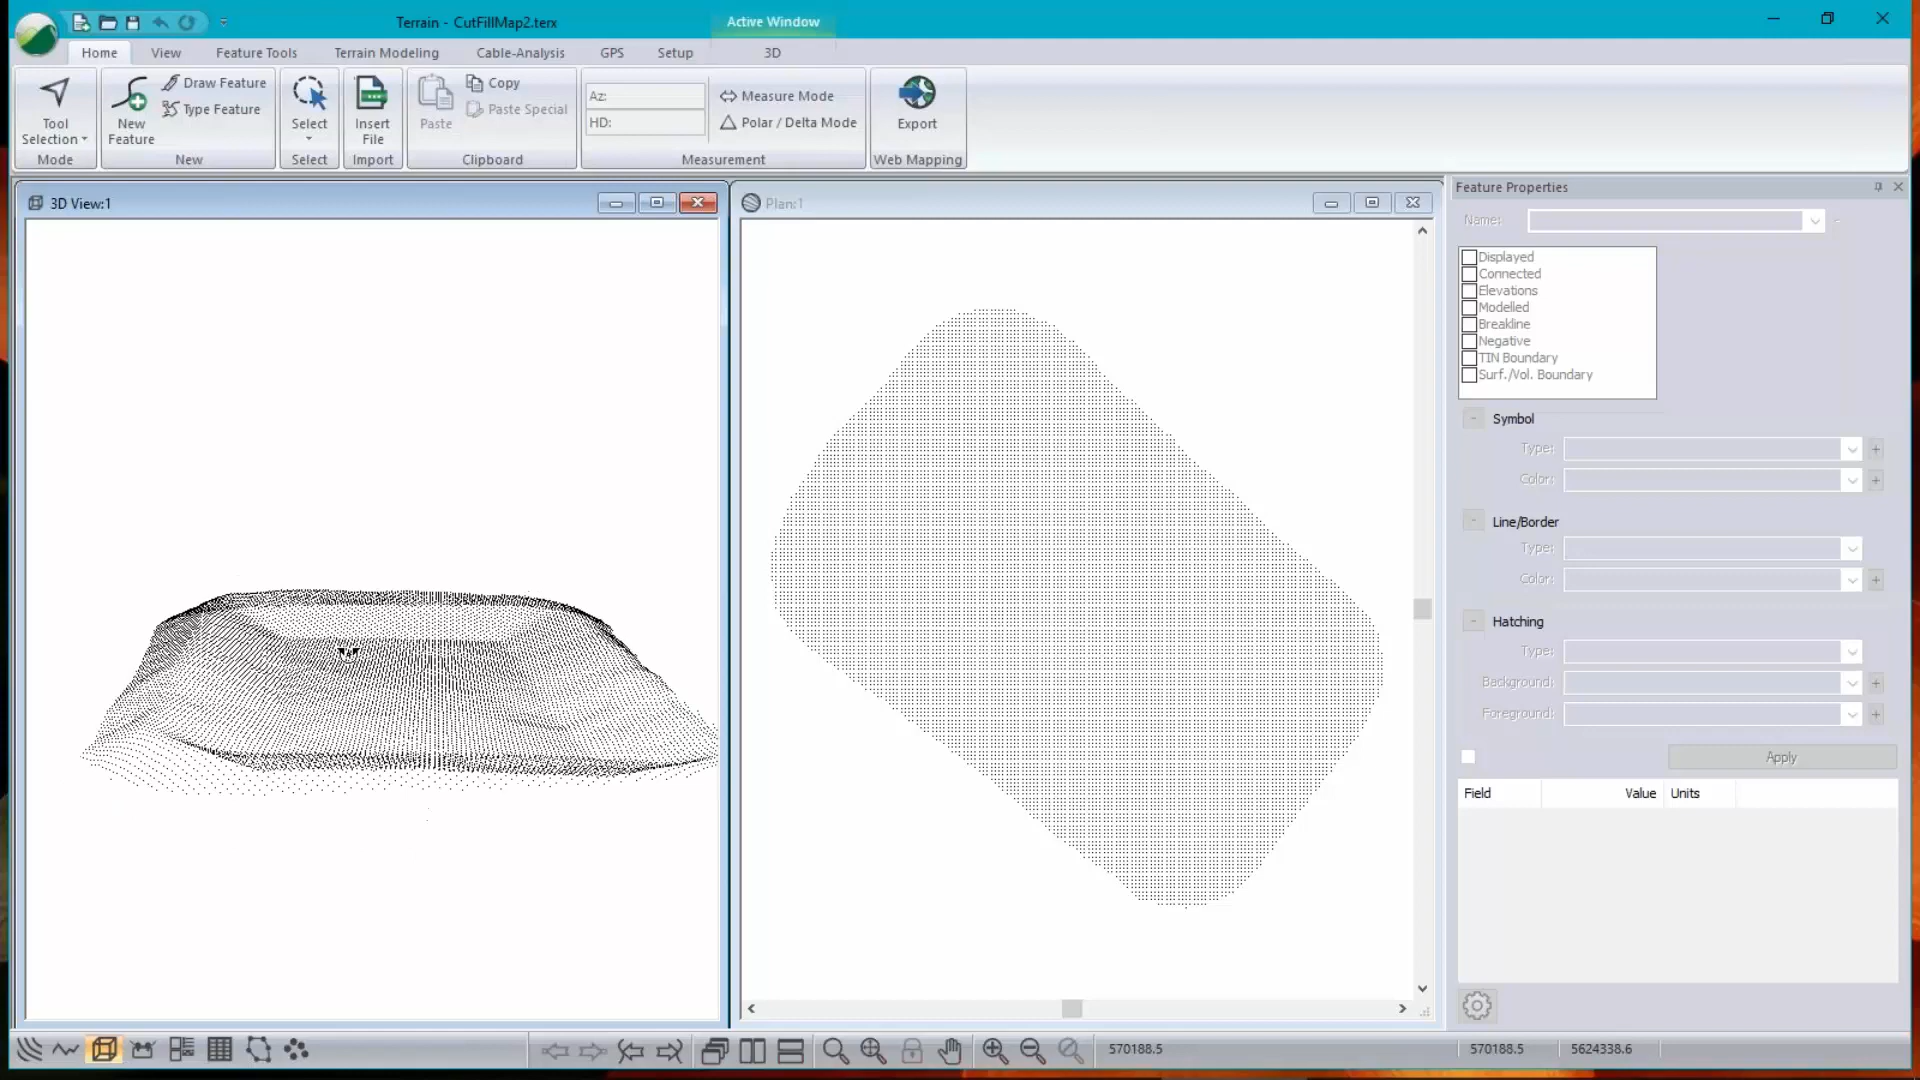 Terrain - CutFillMap2.terx
Active Window
Home
View
Feature Tools
Terrain Modeling
Cable-Analysis
GPS
Setup
3D
Tool
Selection
Mode
New
Feature
Draw Feature
Type Feature
New
Select
Select
Insert
File
Import
Paste
Copy
Paste Special
Clipboard
Az:
HD:
Measure Mode
Polar / Delta Mode
Measurement
Export
Web Mapping
3D View:1
Plan:1
Feature Properties
Name:
Displayed
Connected
Elevations
Modelled
Breakline
Negative
TIN Boundary
Surf./Vol. Boundary
Symbol
Type:
Color:
Line/Border
Type:
Color:
Hatching
Type:
Background:
Foreground:
Apply
Field Value Units
570188.5
570188.5
5624338.6